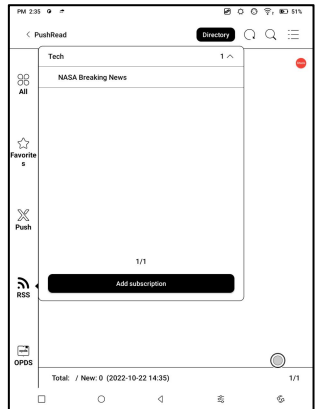 PM 2:35 51%
< PushRead Directory
Tech 1
NASA Breaking News
All
Favorite
s
Push
1/1
Add subscription
RSS
OPDS
Total: / New: 0 (2022-10-22 14:35) 1/1